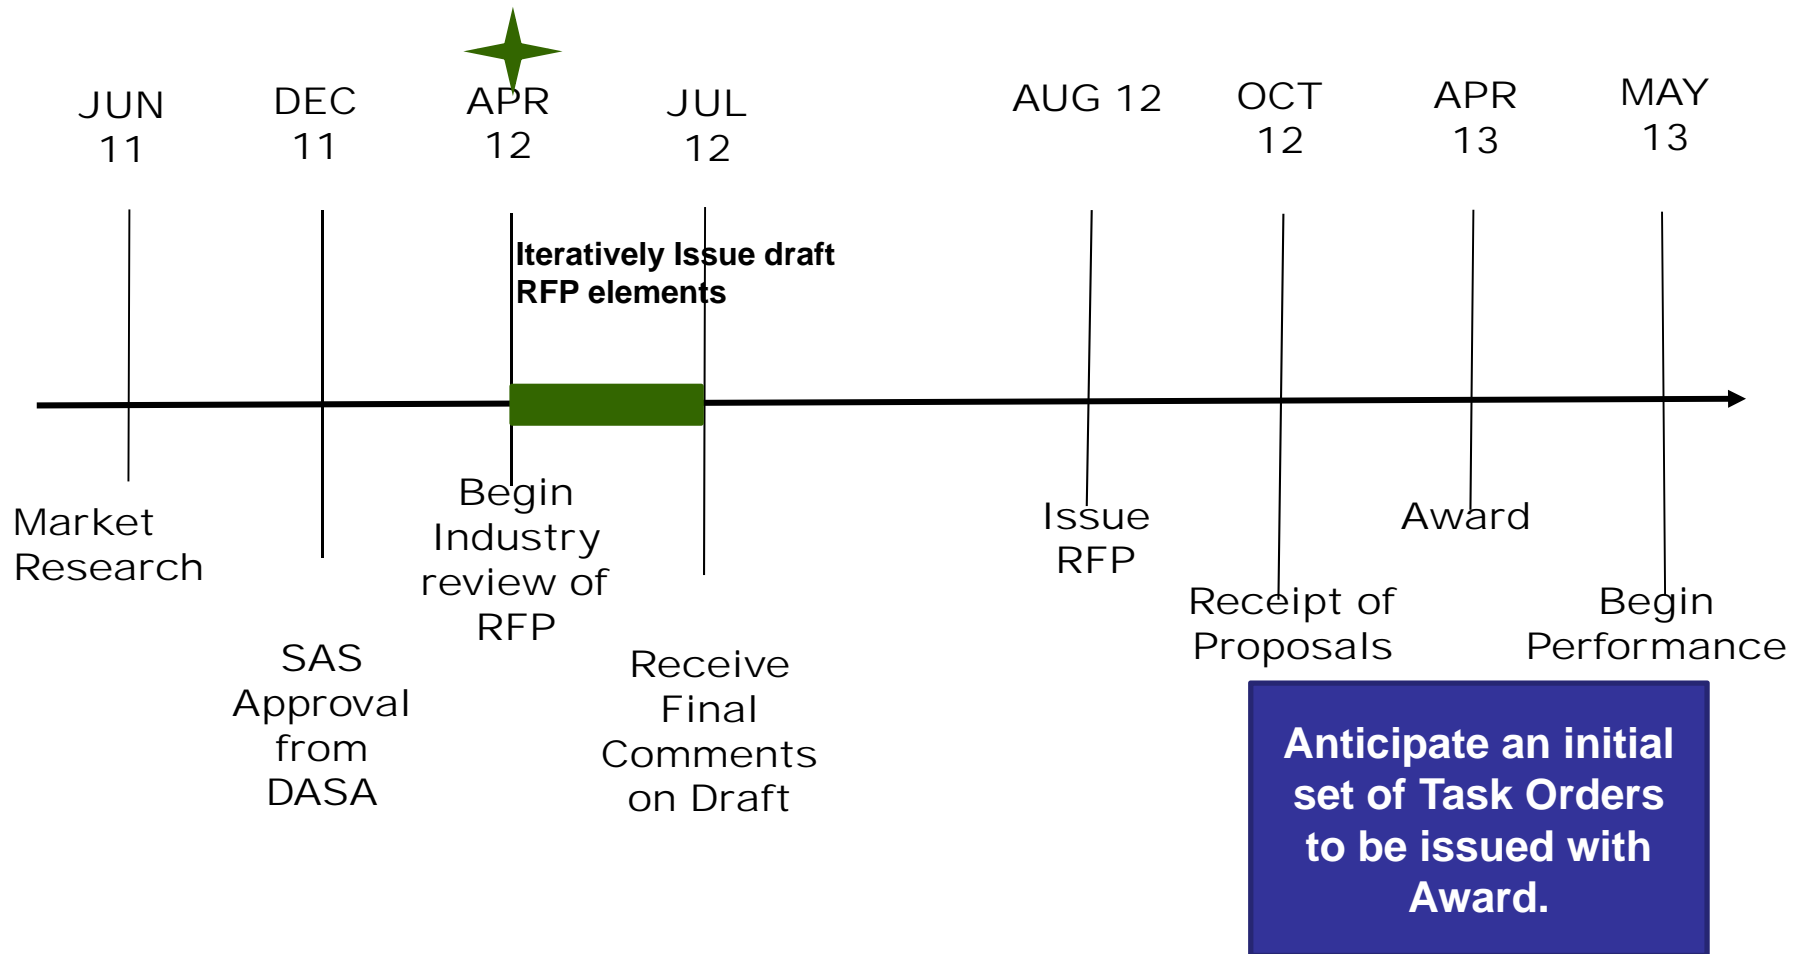 JUN
11
DEC
11
APR
12
JUL
12
AUG 12
OCT
12
APR
13
MAY
13
Iteratively Issue draft
RFP elements
Market
Research
SAS
Approval
from
DASA
Begin
Industry
review of
RFP
Receive
Final
Comments
on Draft
Issue
RFP
Receipt of
Proposals
Award
Begin
Performance
Anticipate an initial
set of Task Orders
to be issued with
Award.